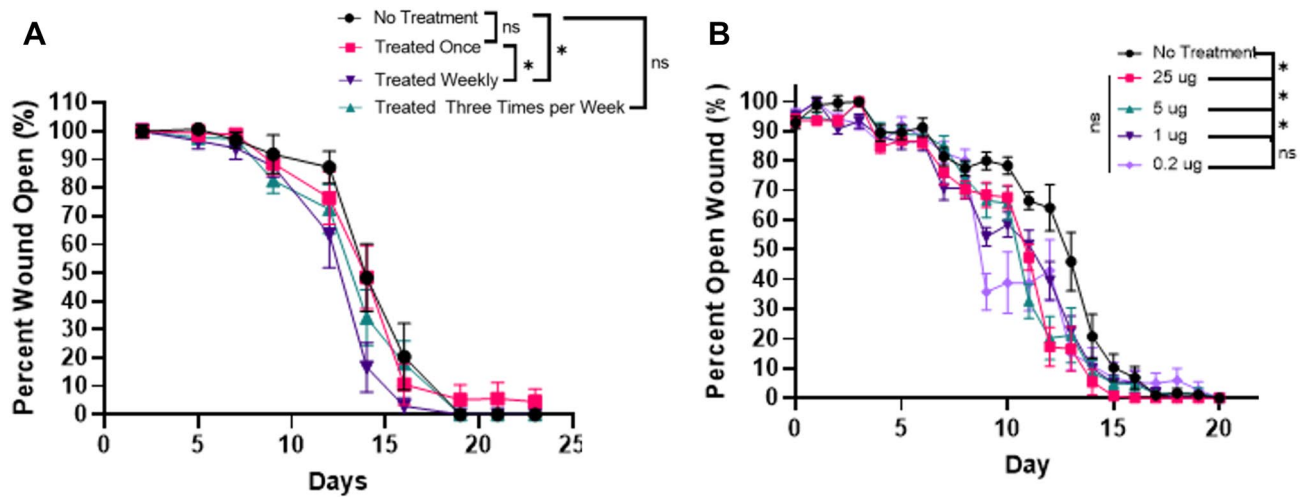 A
No Treatment
Treated Once
Treated Weekly
Treated Three Times per Week
ns
*
*
ns
Percent Wound Open (%)
110
100
90
80
70
60
50
40
30
20
10
0
0 5 10 15 20 25
Days
B
No Treatment
25 ug
5 ug
1 ug
0.2 ug
ns
*
*
*
ns
Percent Open Wound (%)
100
90
80
70
60
50
40
30
20
10
0
0 5 10 15 20
Day